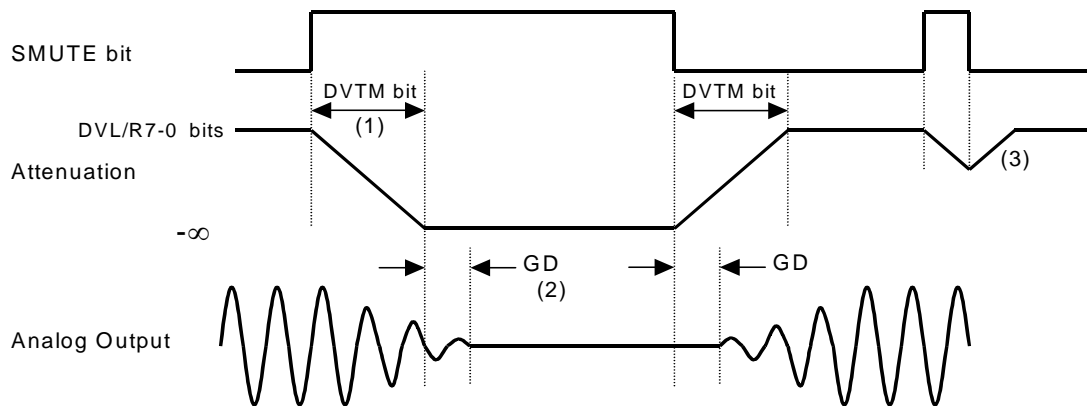 SMUTE bit
DVTM bit
DVTM bit
(1)
DVL/R7-0 bits
(3)
Attenuation
-∞
GD
GD
(2)
Analog Output